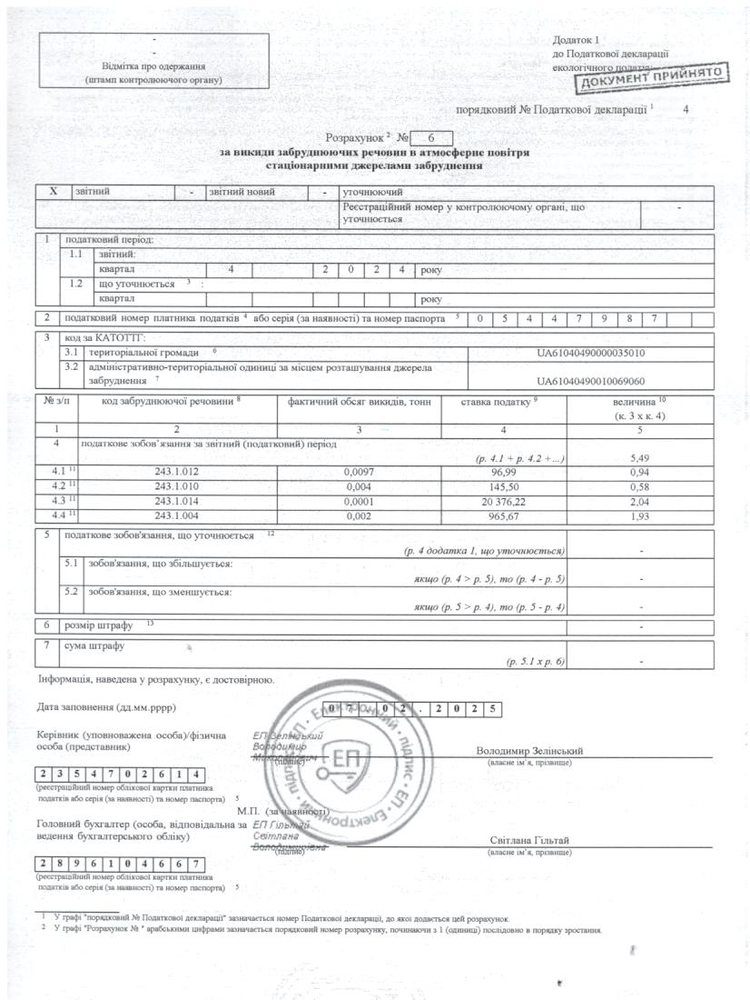 -
-
Відмітка про одержання
(штамп контролюючого органу)
Додаток 1
до Податкової декларації
екологічного податку
ДОКУМЕНТ ПРИЙНЯТО
порядковий № Податкової декларації 1 4
Розрахунок 2 № 6
за викиди забруднюючих речовин в атмосферне повітря
стаціонарними джерелами забруднення
X звітний - звітний новий - уточнюючий
Реєстраційний номер у контролюючому органі, що уточнюється -
1 податковий період:
1.1 звітний:
квартал 4 2 0 2 4 року
1.2 що уточнюється 3 :
квартал року
2 податковий номер платника податків 4 або серія (за наявності) та номер паспорта 5 0 5 4 4 7 9 8 7
3 код за КАТОТТГ:
3.1 територіальної громади 6 UA61040490000035010
3.2 адміністративно-територіальної одиниці за місцем розташування джерела
забруднення 7 UA61040490010069060
№ з/п код забруднюючої речовини 8 фактичний обсяг викидів, тонн ставка податку 9 величина 10
(к. 3 х к. 4)
1 2 3 4 5
4 податкове зобов’язання за звітний (податковий) період
(р. 4.1 + р. 4.2 +...) 5,49
4.1 11 243.1.012 0,0097 96,99 0,94
4.2 11 243.1.010 0,004 145,50 0,58
4.3 11 243.1.014 0,0001 20 376,22 2,04
4.4 11 243.1.004 0,002 965,67 1,93
5 податкове зобов'язання, що уточнюється 12
(р. 4 додатка 1, що уточнюється) -
5.1 зобов'язання, що збільшується:
якщо (р. 4 > р. 5), то (р. 4 - р. 5) -
5.2 зобов'язання, що зменшується:
якщо (р. 5 > р. 4), то (р. 5 - р. 4) -
6 розмір штрафу 13 -
7 сума штрафу
(р. 5.1 х р. 6) -
Інформація, наведена у розрахунку, є достовірною.
Дата заповнення (дд.мм.рррр) 0 7 . 0 2 . 2 0 2 5
Керівник (уповноважена особа)/фізична
особа (представник)
ЕП Зелінський
Володимир
Миколайович
(підпис)
Володимир Зелінський
(власне ім’я, прізвище)
2 3 5 4 7 0 2 6 1 4
(реєстраційний номер облікової картки платника
податків або серія (за наявності) та номер паспорта) 5
ЕП
ЕП • Електронний • підпис • ЕП • Електронний • підпис
М.П. (за наявності)
Головний бухгалтер (особа, відповідальна за
ведення бухгалтерського обліку)
ЕП Гільтай
Світлана
Володимирівна
(підпис)
Світлана Гільтай
(власне ім’я, прізвище)
2 8 9 6 1 0 4 6 6 7
(реєстраційний номер облікової картки платника
податків або серія (за наявності) та номер паспорта) 5
1 У графі "порядковий № Податкової декларації" зазначається номер Податкової декларації, до якої додається цей розрахунок.
2 У графі "Розрахунок № " арабськими цифрами зазначається порядковий номер розрахунку, починаючи з 1 (одиниці) послідовно в порядку зростання.